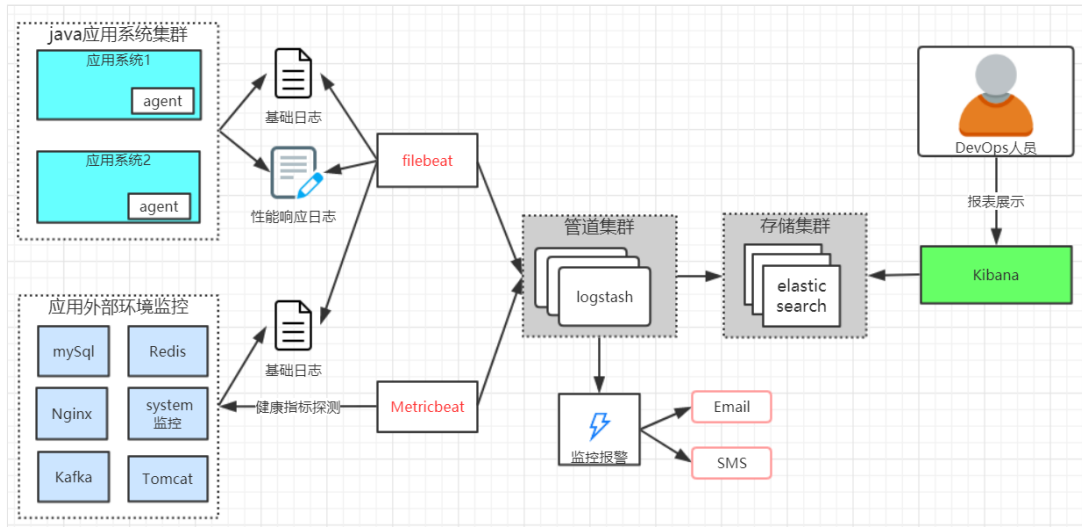 java应用系统集群
应用系统1
agent
应用系统2
agent
基础日志
性能响应日志
filebeat
应用外部环境监控
mySql
Redis
Nginx
system
监控
Kafka
Tomcat
基础日志
健康指标探测
Metricbeat
管道集群
logstash
存储集群
elastic
search
监控报警
Email
SMS
DevOps人员
报表展示
Kibana